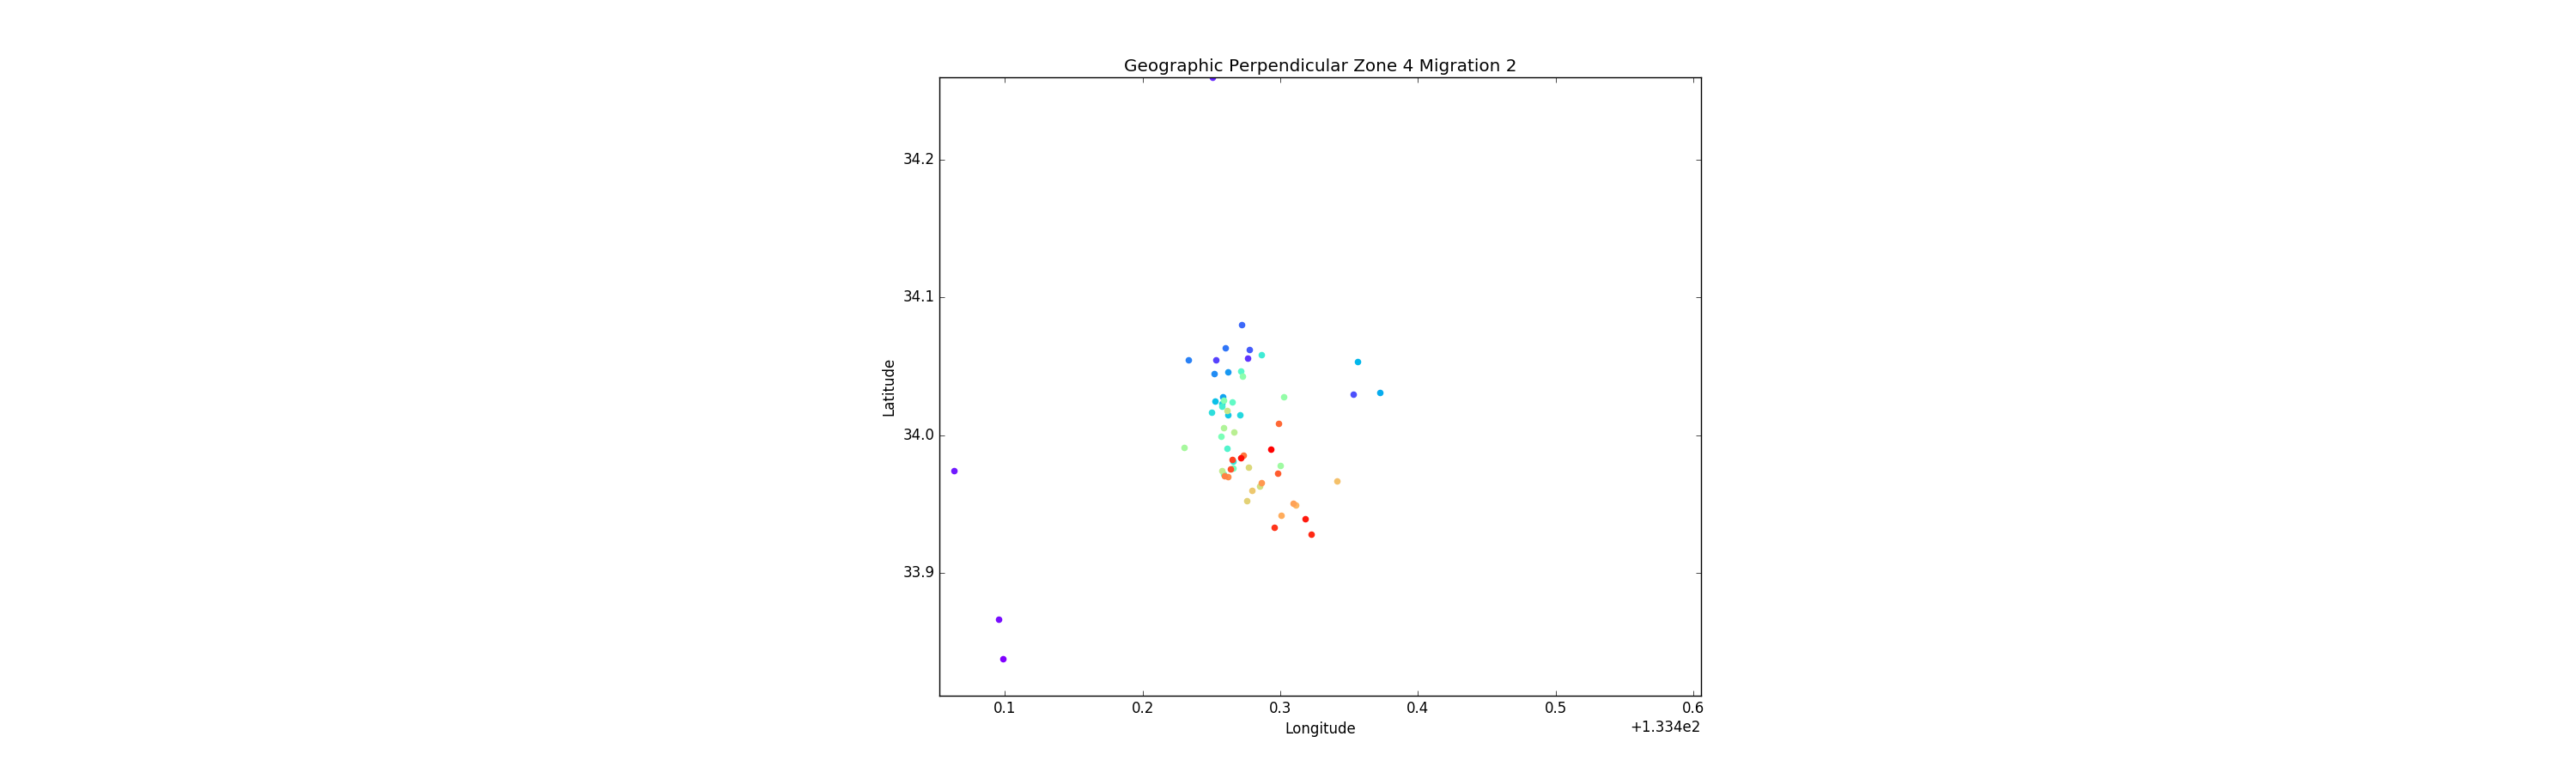 Geographic Perpendicular Zone 4 Migration 2
34.2
34.1
34.0
33.9
Latitude
0.1 0.2 0.3 0.4 0.5 0.6
Longitude
+1.334e2